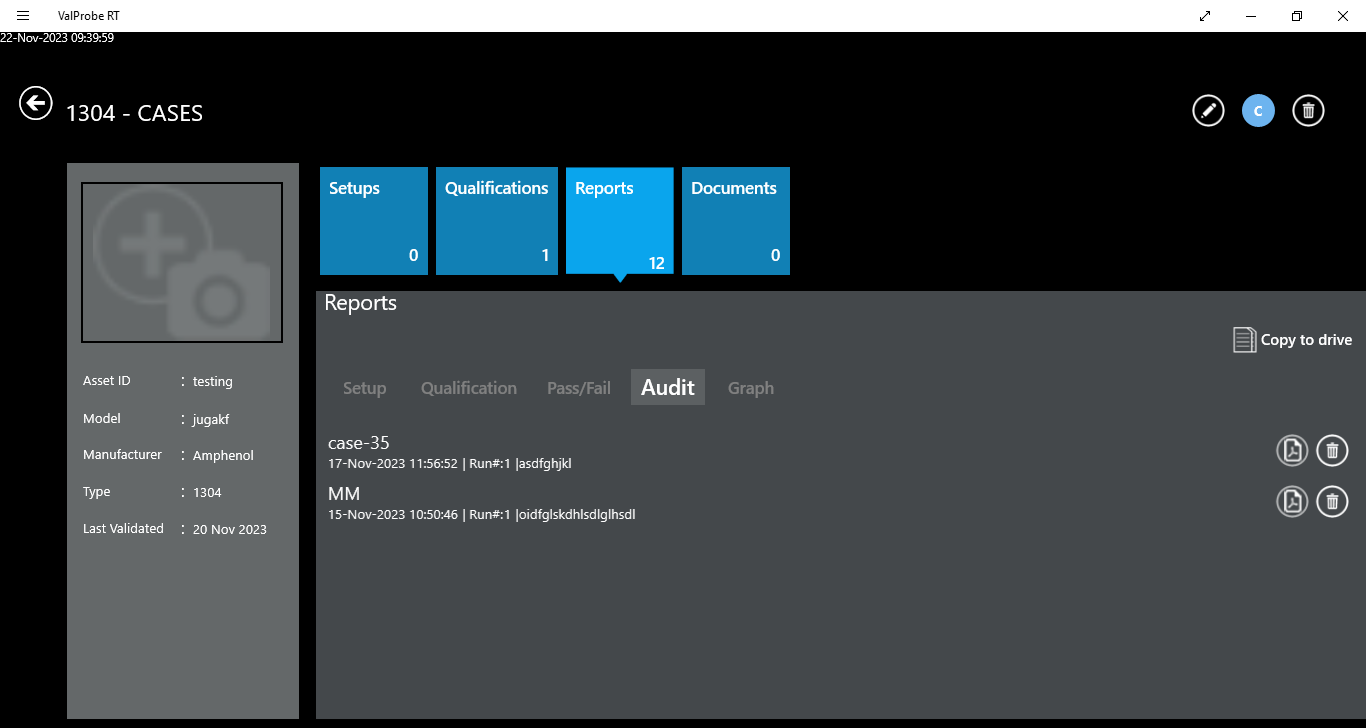 ValProbe RT
22-Nov-2023 09:39:59
1304 - CASES
C
Setups
0
Qualifications
1
Reports
12
Documents
0
Asset ID : testing
Model : jugakf
Manufacturer : Amphenol
Type : 1304
Last Validated : 20 Nov 2023
Reports
Copy to drive
Setup Qualification Pass/Fail Audit Graph
case-35
17-Nov-2023 11:56:52 | Run#:1 |asdfghjkl
MM
15-Nov-2023 10:50:46 | Run#:1 |oidfglskdhlsdlglhsdl